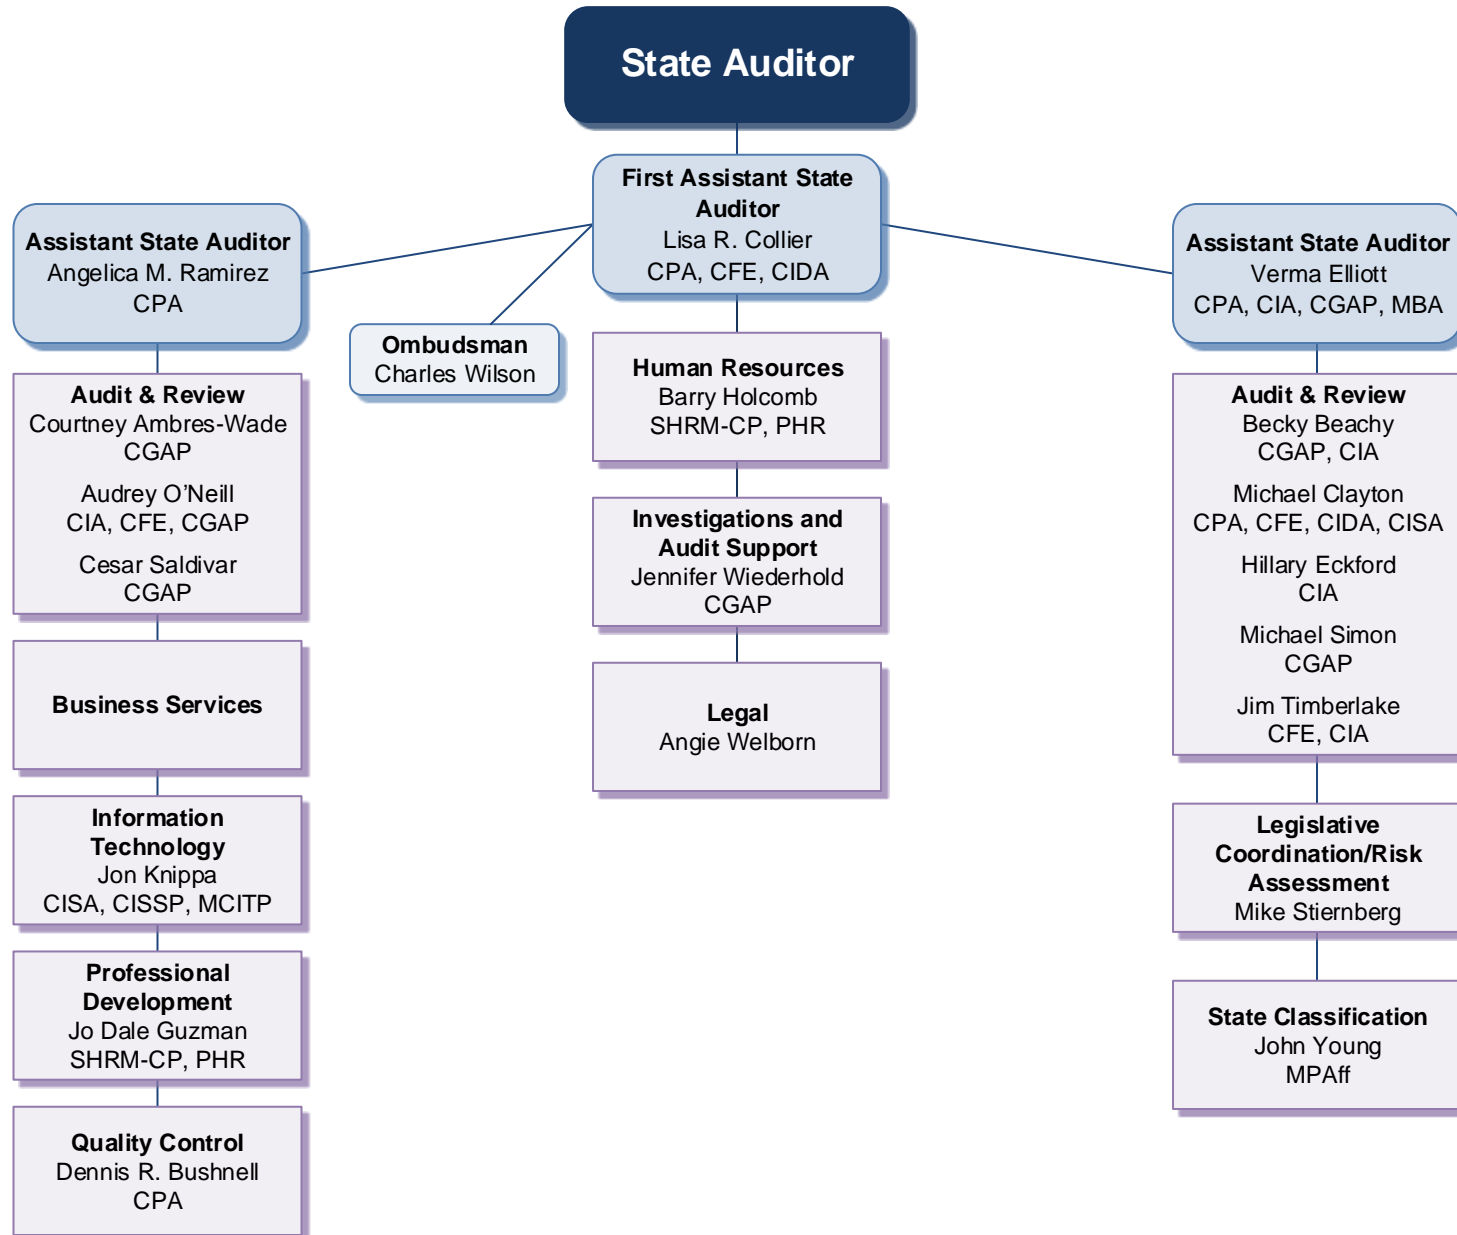 State Auditor
First Assistant State
Auditor
Lisa R. Collier
CPA, CFE, CIDA
Assistant State Auditor
Angelica M. Ramirez
CPA
Assistant State Auditor
Verma Elliott
CPA, CIA, CGAP, MBA
Ombudsman
Charles Wilson
Audit & Review
Courtney Ambres-Wade
CGAP
Audrey O’Neill
CIA, CFE, CGAP
Cesar Saldivar
CGAP
Business Services
Information
Technology
Jon Knippa
CISA, CISSP, MCITP
Professional
Development
Jo Dale Guzman
SHRM-CP, PHR
Quality Control
Dennis R. Bushnell
CPA
Human Resources
Barry Holcomb
SHRM-CP, PHR
Investigations and
Audit Support
Jennifer Wiederhold
CGAP
Legal
Angie Welborn
Audit & Review
Becky Beachy
CGAP, CIA
Michael Clayton
CPA, CFE, CIDA, CISA
Hillary Eckford
CIA
Michael Simon
CGAP
Jim Timberlake
CFE, CIA
Legislative
Coordination/Risk
Assessment
Mike Stiernberg
State Classification
John Young
MPAff